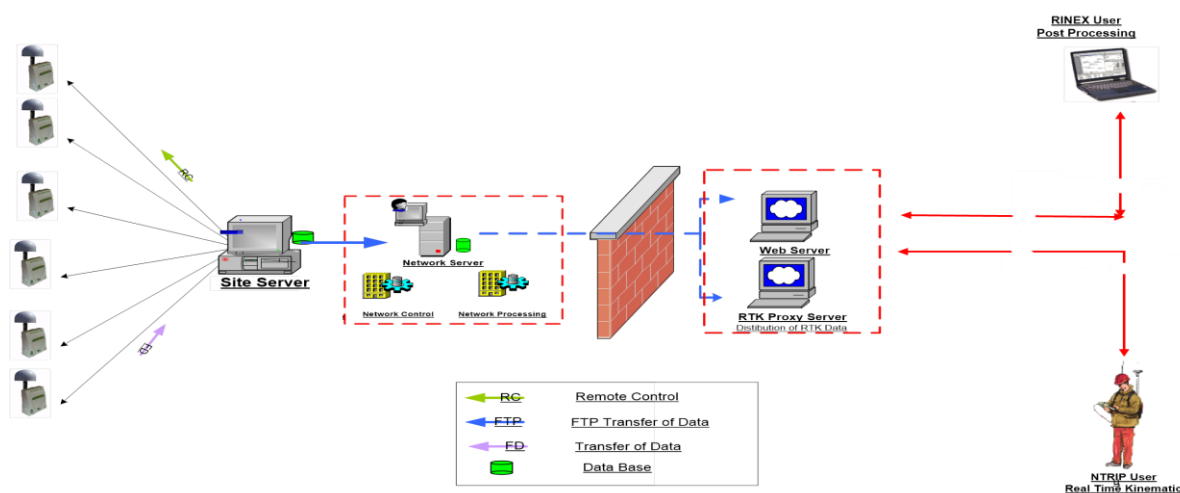 RINEX User
Post Processing
RC
Site Server
Network Server
Network Control
Network Processing
Web Server
RTK Proxy Server
Distibution of RTK Data
FD
RC
Remote Control
FTP
FTP Transfer of Data
FD
Transfer of Data
Data Base
NTRIP User
Real Time Kinematic